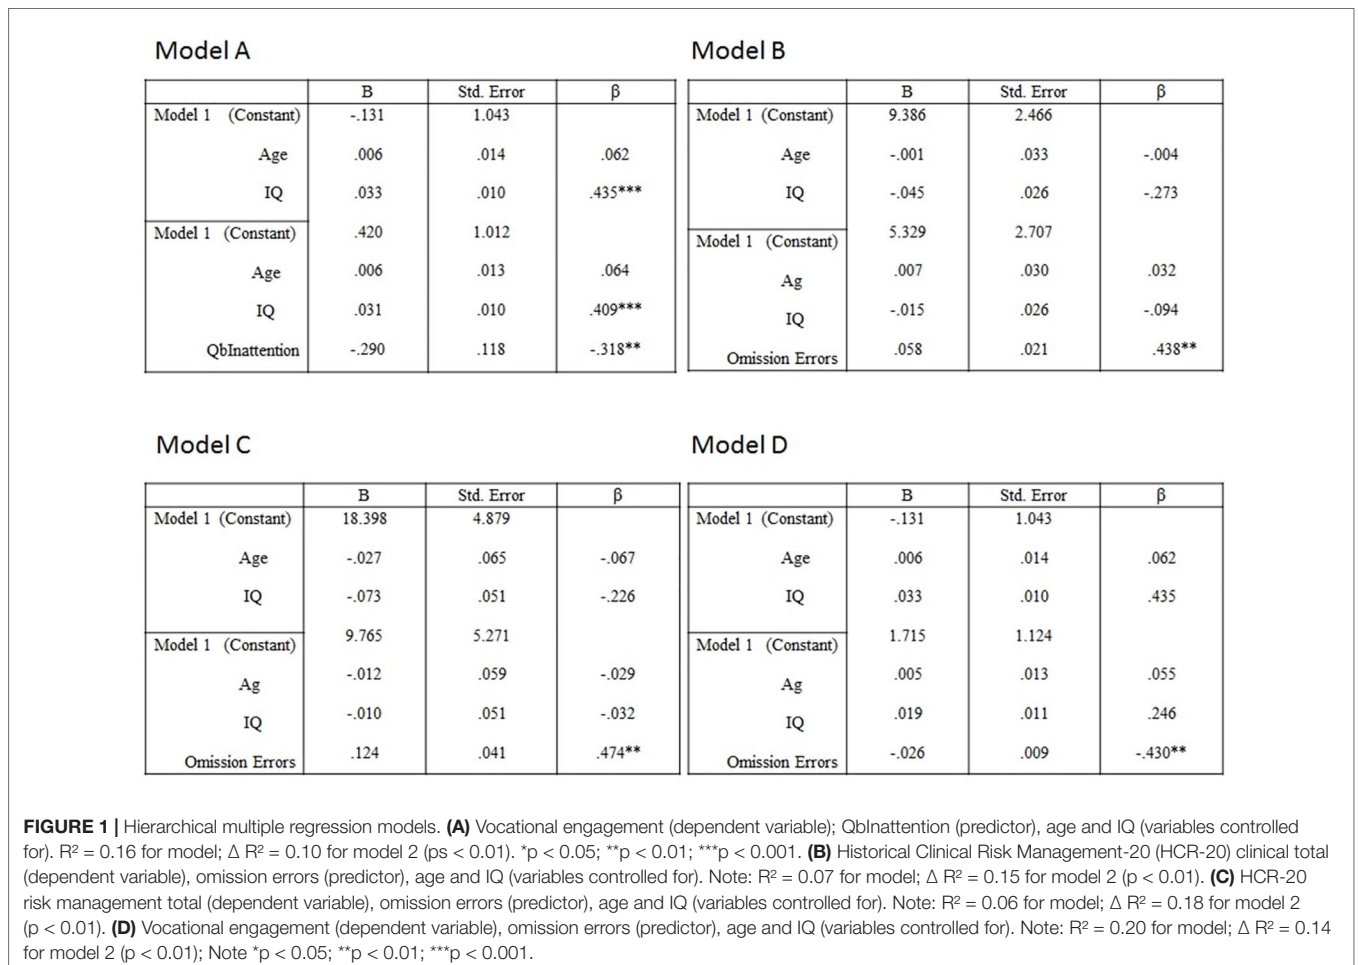 Model A
B Std. Error β
Model 1 (Constant) -.131 1.043
Age .006 .014 .062
IQ .033 .010 .435***
Model 1 (Constant) .420 1.012
Age .006 .013 .064
IQ .031 .010 .409***
QbInattention -.290 .118 -.318**
Model B
B Std. Error β
Model 1 (Constant) 9.386 2.466
Age -.001 .033 -.004
IQ -.045 .026 -.273
Model 1 (Constant) 5.329 2.707
Ag .007 .030 .032
IQ -.015 .026 -.094
Omission Errors .058 .021 .438**
Model C
B Std. Error β
Model 1 (Constant) 18.398 4.879
Age -.027 .065 -.067
IQ -.073 .051 -.226
Model 1 (Constant) 9.765 5.271
Ag -.012 .059 -.029
IQ -.010 .051 -.032
Omission Errors .124 .041 .474**
Model D
B Std. Error β
Model 1 (Constant) -.131 1.043
Age .006 .014 .062
IQ .033 .010 .435
Model 1 (Constant) 1.715 1.124
Ag .005 .013 .055
IQ .019 .011 .246
Omission Errors -.026 .009 -.430**
FIGURE 1 | Hierarchical multiple regression models. (A) Vocational engagement (dependent variable); QbInattention (predictor), age and IQ (variables controlled
for). R² = 0.16 for model; Δ R² = 0.10 for model 2 (ps < 0.01). *p < 0.05; **p < 0.01; ***p < 0.001. (B) Historical Clinical Risk Management-20 (HCR-20) clinical total
(dependent variable), omission errors (predictor), age and IQ (variables controlled for). Note: R² = 0.07 for model; Δ R² = 0.15 for model 2 (p < 0.01). (C) HCR-20
risk management total (dependent variable), omission errors (predictor), age and IQ (variables controlled for). Note: R² = 0.06 for model; Δ R² = 0.18 for model 2
(p < 0.01). (D) Vocational engagement (dependent variable), omission errors (predictor), age and IQ (variables controlled for). Note: R² = 0.20 for model; Δ R² = 0.14
for model 2 (p < 0.01); Note *p < 0.05; **p < 0.01; ***p < 0.001.